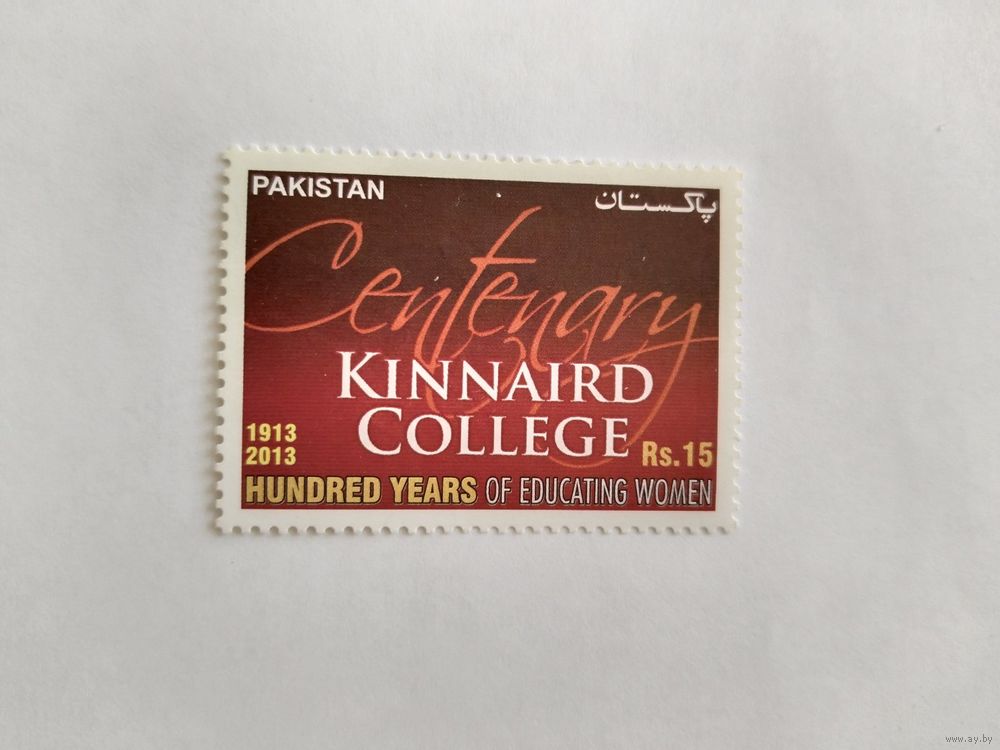 PAKISTAN
پاکستان
Centenary
KINNAIRD
COLLEGE
1913
2013
Rs.15
HUNDRED YEARS OF EDUCATING WOMEN
www.ay.by